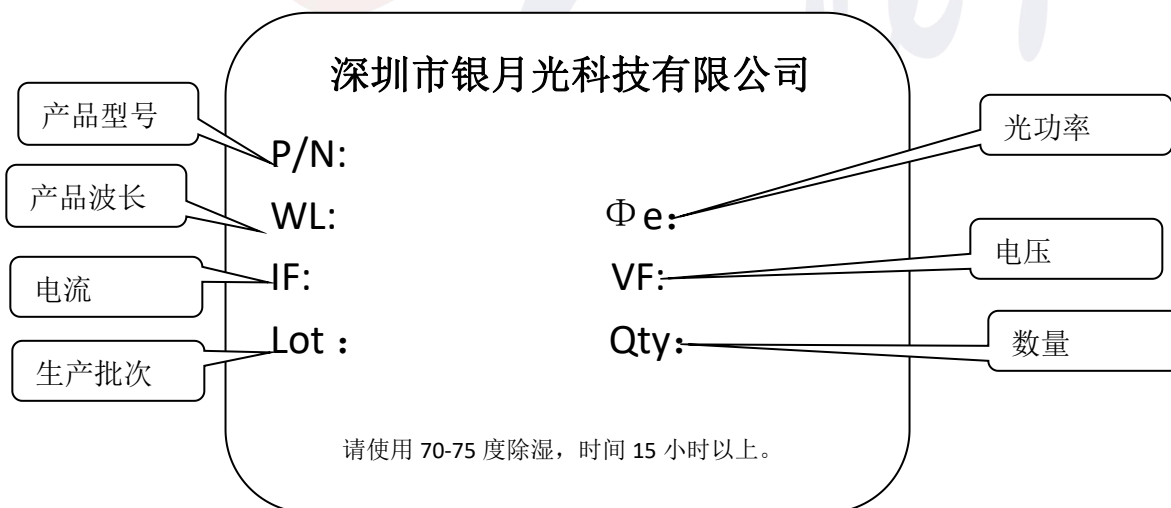 深圳市银月光科技有限公司
产品型号
P/N:
光功率
产品波长
WL:
Φe:
电流
IF:
VF:
电压
生产批次
Lot：
Qty:
数量
请使用 70-75 度除湿，时间 15 小时以上。